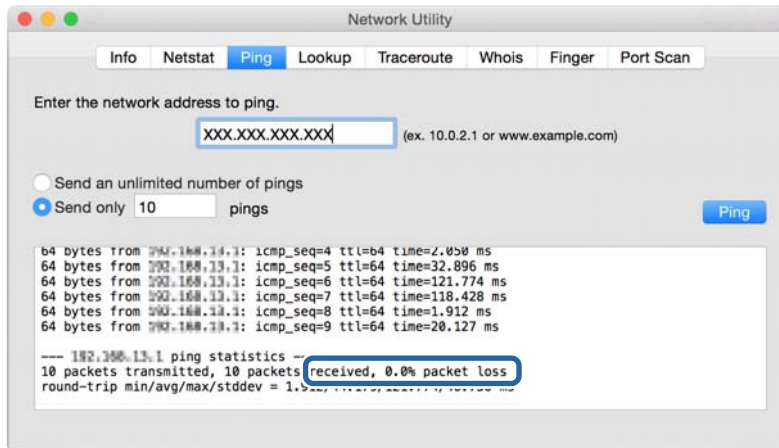 Network Utility
Info Netstat Ping Lookup Traceroute Whois Finger Port Scan
Enter the network address to ping.
XXX.XXX.XXX.XXX (ex. 10.0.2.1 or www.example.com)
Send an unlimited number of pings
Send only 10 pings
Ping
64 bytes from icmp_seq=4 ttl=64 time=2.050 ms
64 bytes from icmp_seq=5 ttl=64 time=32.896 ms
64 bytes from icmp_seq=6 ttl=64 time=121.774 ms
64 bytes from icmp_seq=7 ttl=64 time=118.428 ms
64 bytes from icmp_seq=8 ttl=64 time=1.912 ms
64 bytes from icmp_seq=9 ttl=64 time=20.127 ms
--- ping statistics --
10 packets transmitted, 10 packets received, 0.0% packet loss
round-trip min/avg/max/stddev = ms